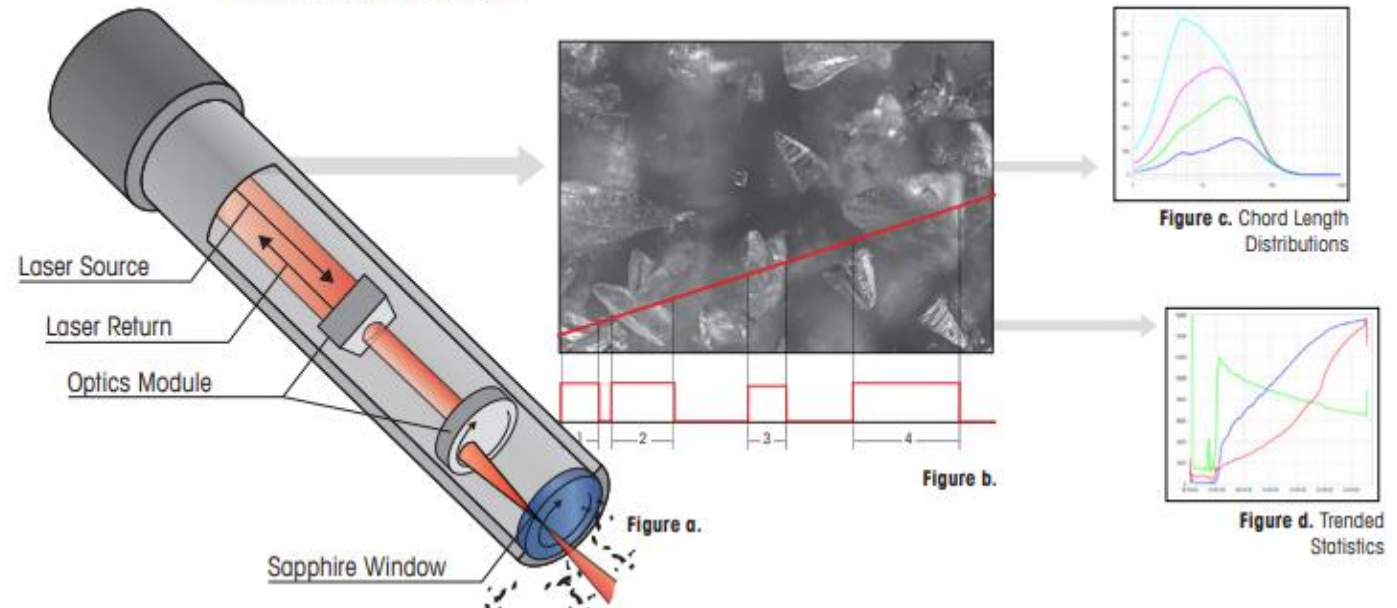 Laser Source
Laser Return
Optics Module
Sapphire Window
Figure a.
1
2
3
4
Figure b.
Figure c. Chord Length
Distributions
Figure d. Trended
Statistics